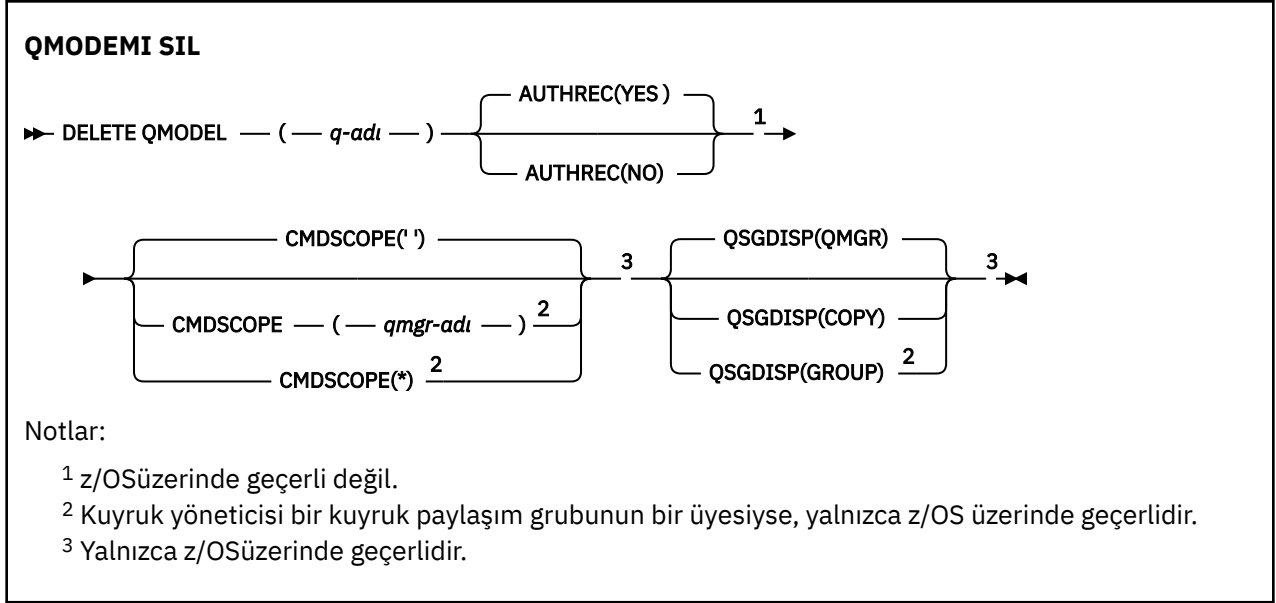 QMODEMI SIL
AUTHREC(YES )
DELETE QMODEL ( q-adı ) 1
AUTHREC(NO)
CMDSCOPE(' ') QSGDISP(QMGR)
3 3
CMDSCOPE ( qmgr-adı ) 2 QSGDISP(COPY)
CMDSCOPE(*) 2 QSGDISP(GROUP) 2
Notlar:
1 z/OSüzerinde geçerli değil.
2 Kuyruk yöneticisi bir kuyruk paylaşım grubunun bir üyesiyse, yalnızca z/OS üzerinde geçerlidir.
3 Yalnızca z/OSüzerinde geçerlidir.